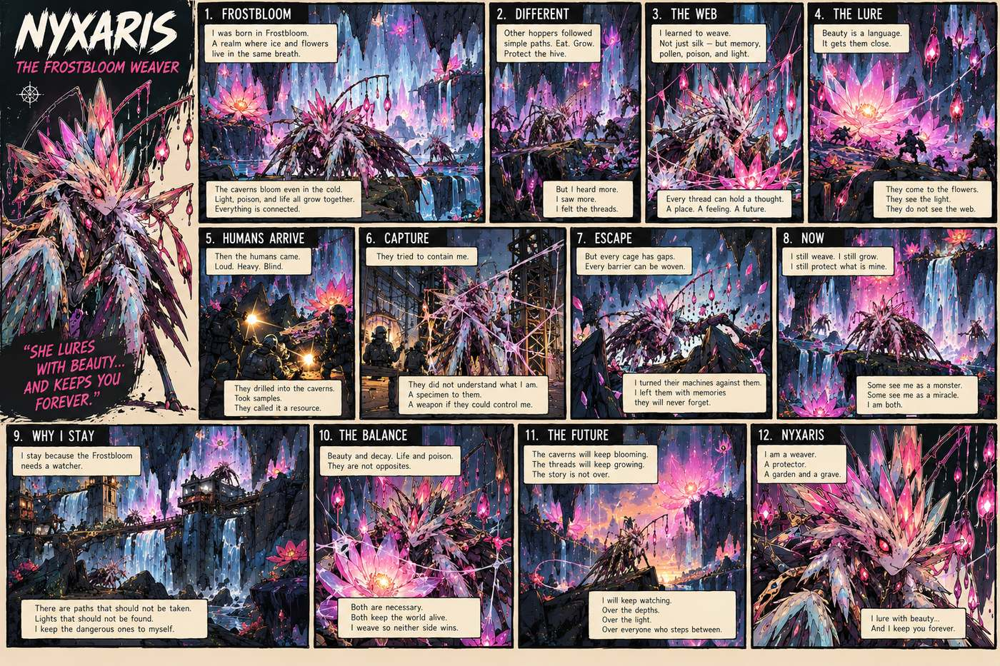 NYXARIS
THE FROSTBLOOM WEAVER
"SHE LURES
WITH BEAUTY...
AND KEEPS YOU
FOREVER."
1. FROSTBLOOM
I was born in Frostbloom.
A realm where ice and flowers
live in the same breath.
The caverns bloom even in the cold.
Light, poison, and life all grow together.
Everything is connected.
2. DIFFERENT
Other hoppers followed
simple paths. Eat. Grow.
Protect the hive.
But I heard more.
I saw more.
I felt the threads.
3. THE WEB
I learned to weave.
Not just silk – but memory,
pollen, poison, and light.
Every thread can hold a thought.
A place. A feeling. A future.
4. THE LURE
Beauty is a language.
It gets them close.
They come to the flowers.
They see the light.
They do not see the web.
5. HUMANS ARRIVE
Then the humans came.
Loud. Heavy. Blind.
They drilled into the caverns.
Took samples.
They called it a resource.
6. CAPTURE
They tried to contain me.
They did not understand what I am.
A specimen to them.
A weapon if they could control me.
7. ESCAPE
But every cage has gaps.
Every barrier can be woven.
I turned their machines against them.
I left them with memories
they will never forget.
8. NOW
I still weave. I still grow.
I still protect what is mine.
Some see me as a monster.
Some see me as a miracle.
I am both.
9. WHY I STAY
I stay because the Frostbloom
needs a watcher.
There are paths that should not be taken.
Lights that should not be found.
I keep the dangerous ones to myself.
10. THE BALANCE
Beauty and decay. Life and poison.
They are not opposites.
Both are necessary.
Both keep the world alive.
I weave so neither side wins.
11. THE FUTURE
The caverns will keep blooming.
The threads will keep growing.
The story is not over.
I will keep watching.
Over the depths.
Over the light.
Over everyone who steps between.
12. NYXARIS
I am a weaver.
A protector.
A garden and a grave.
I lure with beauty...
And I keep you forever.